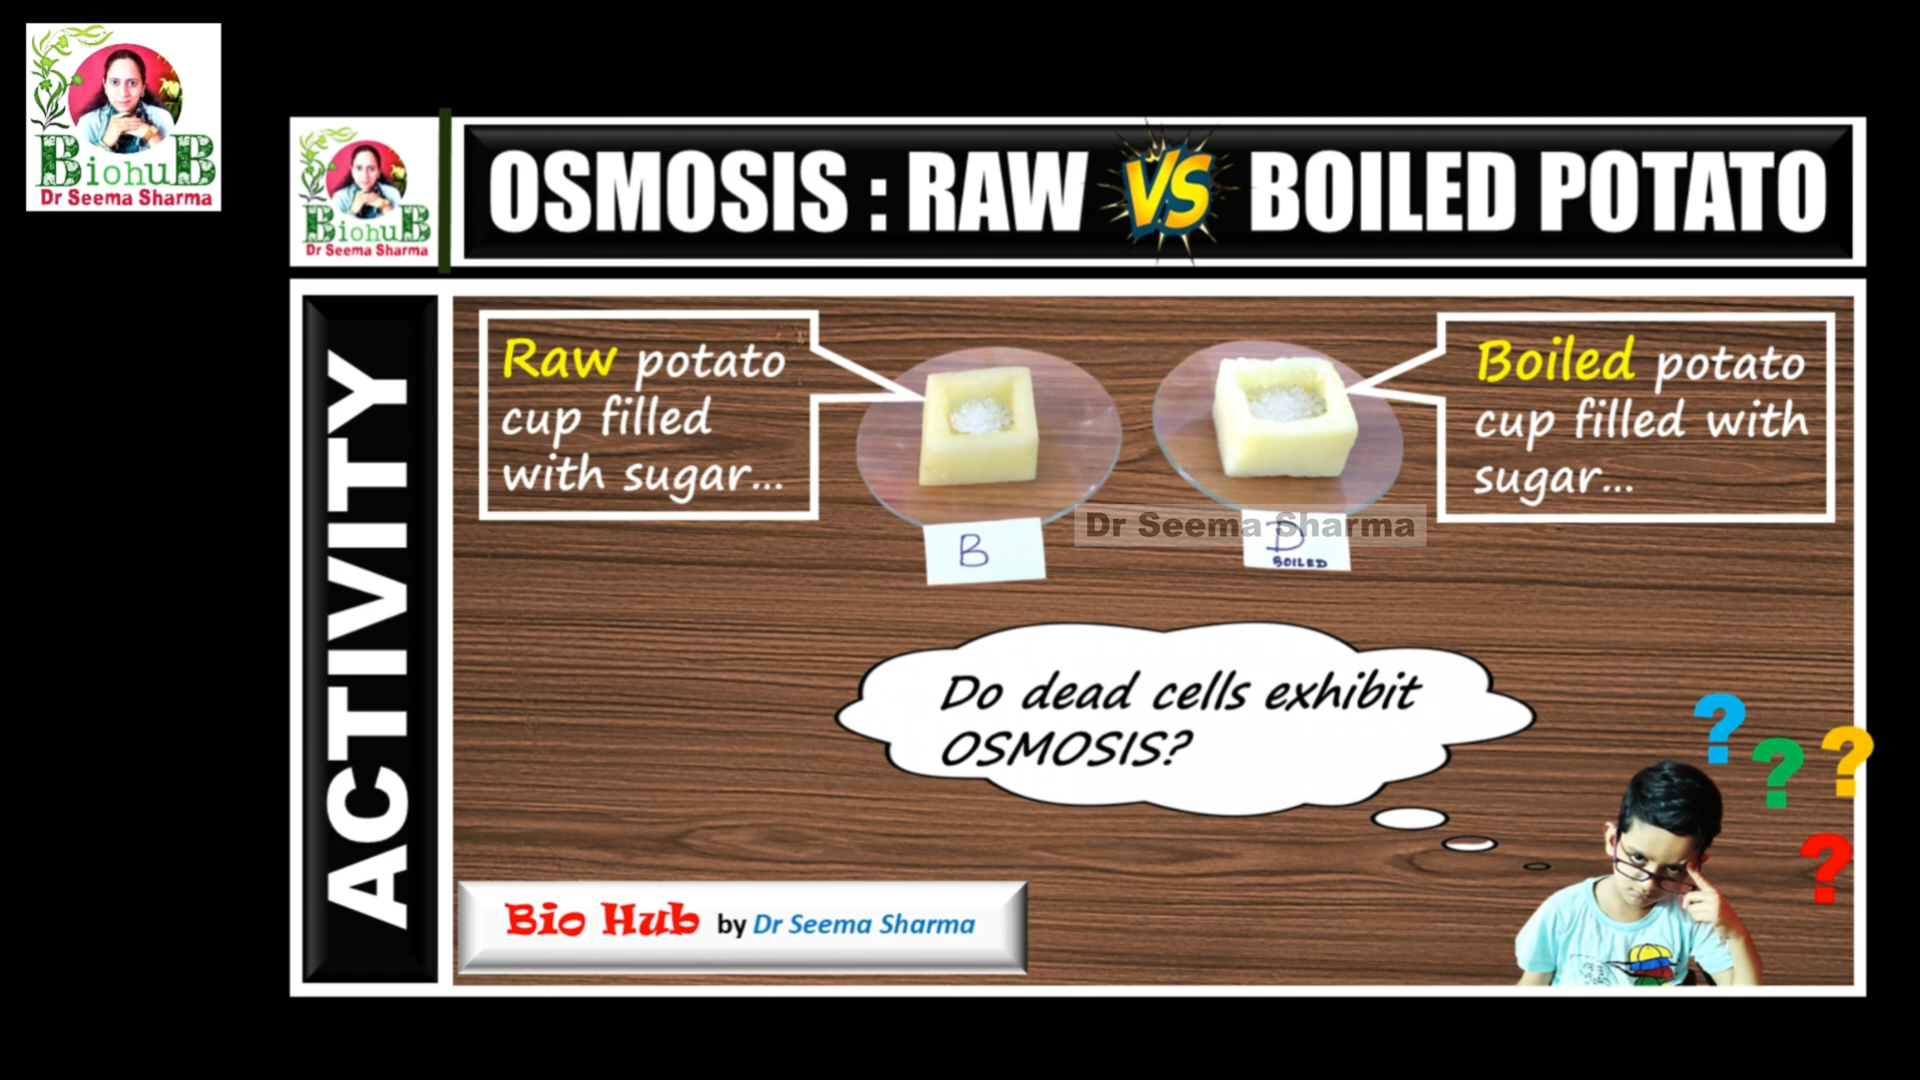 BiohuB
Dr Seema Sharma
BiohuB
Dr Seema Sharma
OSMOSIS : RAW VS BOILED POTATO
ACTIVITY
Raw potato
cup filled
with sugar...
Boiled potato
cup filled with
sugar...
B
D
BOILED
Dr Seema Sharma
Do dead cells exhibit
OSMOSIS?
? ? ? ?
Bio Hub by Dr Seema Sharma